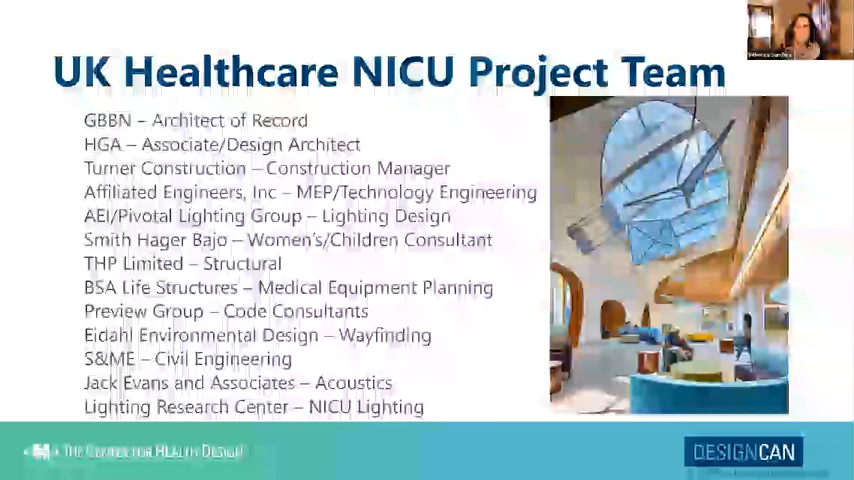 UK Healthcare NICU Project Team
GBBN – Architect of Record
HGA – Associate/Design Architect
Turner Construction – Construction Manager
Affiliated Engineers, Inc – MEP/Technology Engineering
AEI/Pivotal Lighting Group – Lighting Design
Smith Hager Bajo – Women's/Children Consultant
THP Limited – Structural
BSA Life Structures – Medical Equipment Planning
Preview Group – Code Consultants
Eidahl Environmental Design – Wayfinding
S&ME – Civil Engineering
Jack Evans and Associates – Acoustics
Lighting Research Center – NICU Lighting
THE CENTER FOR HEALTH DESIGN
DESIGNCAN